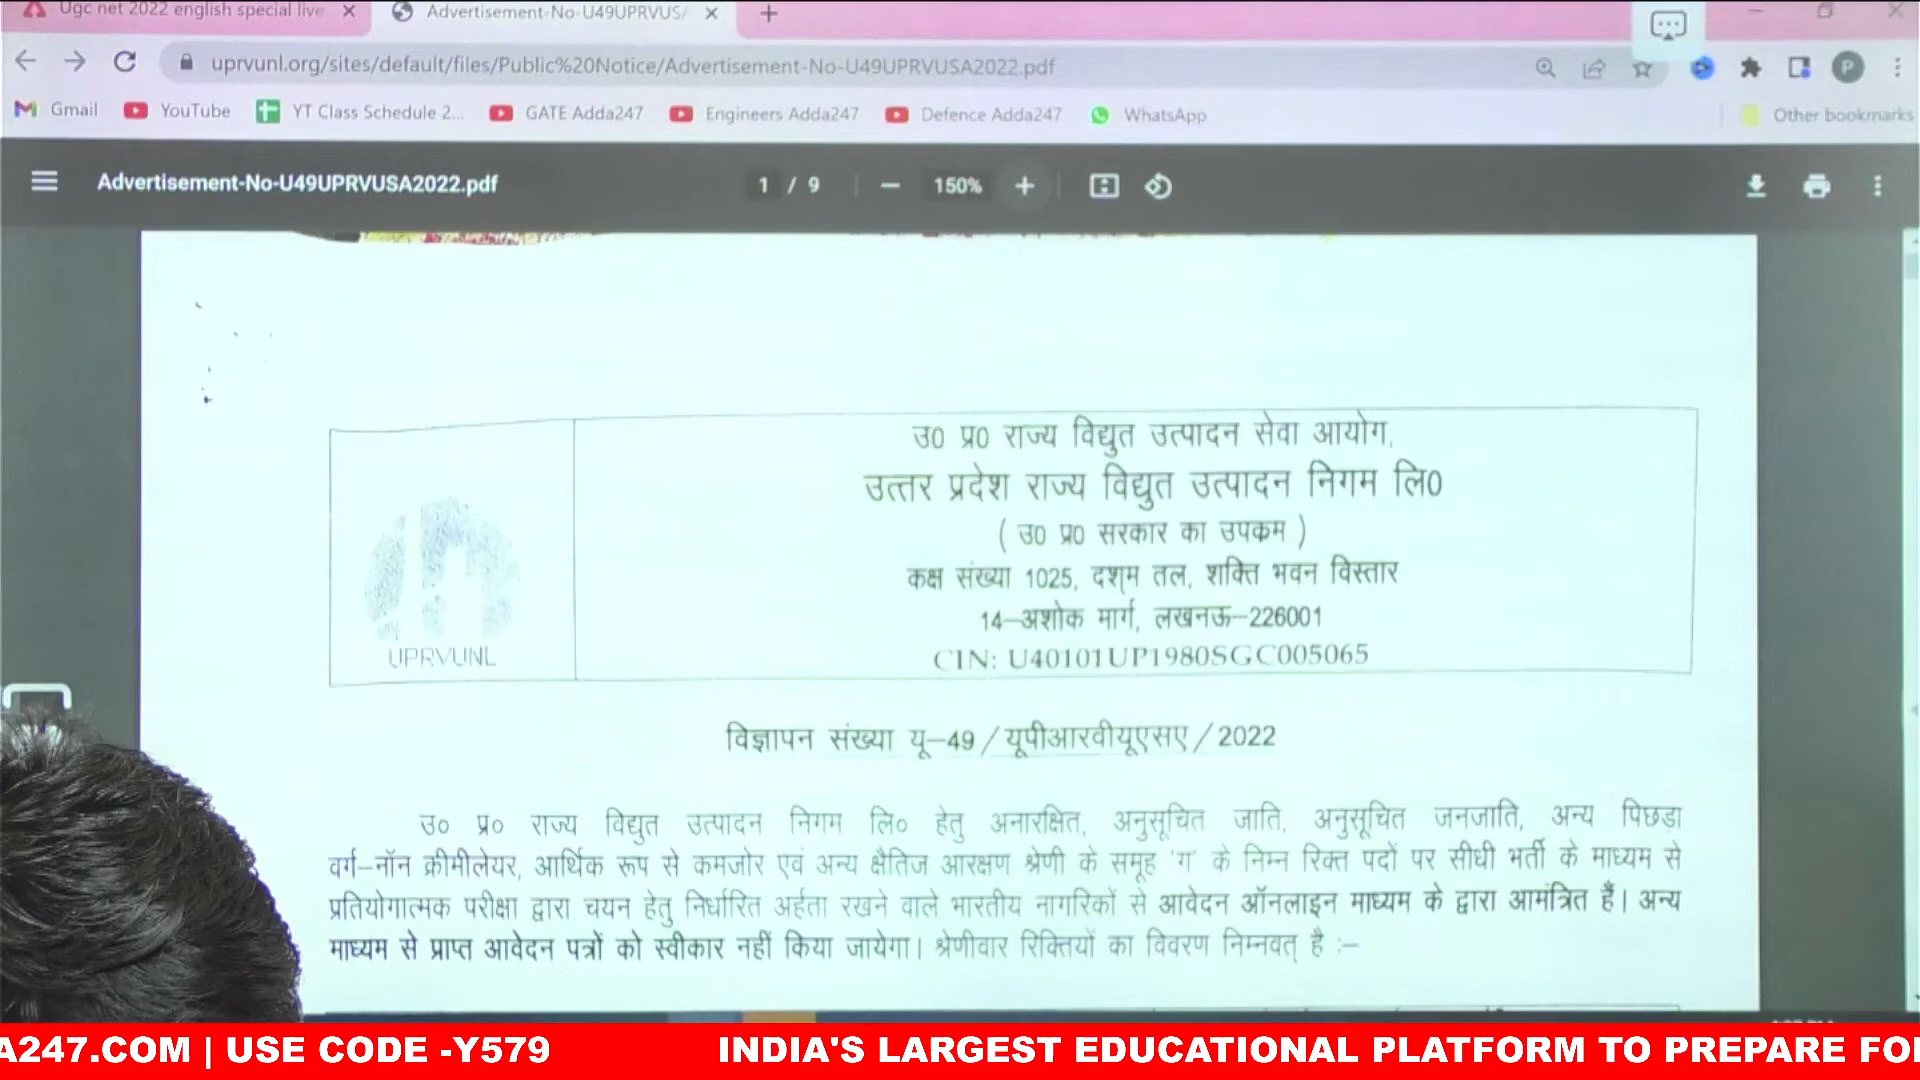 Ugc net 2022 english special live
Advertisement-No-U49UPRVUS/
uprvunl.org/sites/default/files/Public%20Notice/Advertisement-No-U49UPRVUSA2022.pdf
P
Gmail YouTube YT Class Schedule 2... GATE Adda247 Engineers Adda247 Defence Adda247 WhatsApp Other bookmarks
Advertisement-No-U49UPRVUSA2022.pdf 1 / 9 150%
उ0 प्र0 राज्य विद्युत उत्पादन सेवा आयोग,
उत्तर प्रदेश राज्य विद्युत उत्पादन निगम लि0
( उ0 प्र0 सरकार का उपक्रम )
कक्ष संख्या 1025, दशम तल, शक्ति भवन विस्तार
14–अशोक मार्ग, लखनऊ–226001
CIN: U40101UP1980SGC005065
UPRVUNL
विज्ञापन संख्या यू–49/यूपीआरवीयूएसए/2022
उ० प्र० राज्य विद्युत उत्पादन निगम लि० हेतु अनारक्षित, अनुसूचित जाति, अनुसूचित जनजाति, अन्य पिछड़ा
वर्ग–नॉन क्रीमीलेयर, आर्थिक रूप से कमजोर एवं अन्य क्षैतिज आरक्षण श्रेणी के समूह 'ग' के निम्न रिक्त पदों पर सीधी भर्ती के माध्यम से
प्रतियोगात्मक परीक्षा द्वारा चयन हेतु निर्धारित अर्हता रखने वाले भारतीय नागरिकों से आवेदन ऑनलाइन माध्यम के द्वारा आमंत्रित हैं। अन्य
माध्यम से प्राप्त आवेदन पत्रों को स्वीकार नहीं किया जायेगा। श्रेणीवार रिक्तियों का विवरण निम्नवत् है :–
A247.COM | USE CODE -Y579 INDIA'S LARGEST EDUCATIONAL PLATFORM TO PREPARE FO